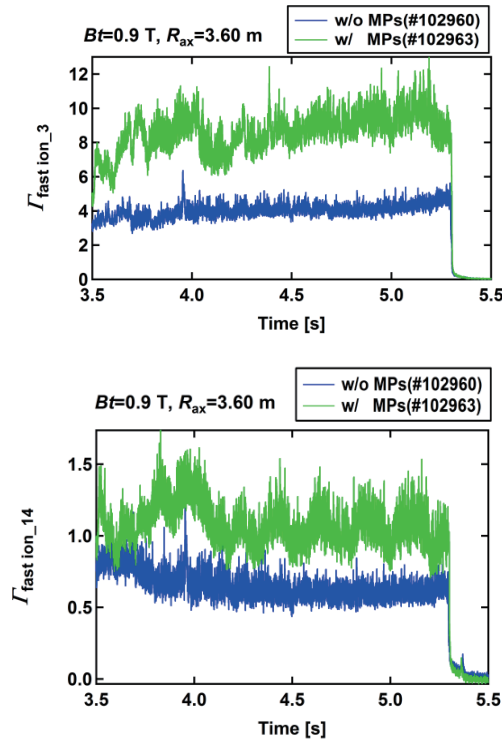 w/o MPs(#102960)
Bt=0.9 T, Rax=3.60 m
w/ MPs(#102963)
12
10
8
6
4
2
0
Γfast ion_3
3.5 4.0 4.5 5.0 5.5
Time [s]
w/o MPs(#102960)
Bt=0.9 T, Rax=3.60 m
w/ MPs(#102963)
1.5
1.0
0.5
0.0
Γfast ion_14
3.5 4.0 4.5 5.0 5.5
Time [s]